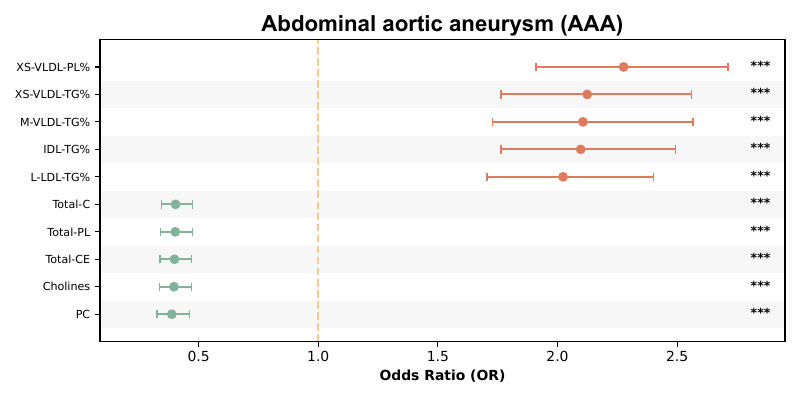 Abdominal aortic aneurysm (AAA)
XS-VLDL-PL% ***
XS-VLDL-TG% ***
M-VLDL-TG% ***
IDL-TG% ***
L-LDL-TG% ***
Total-C ***
Total-PL ***
Total-CE ***
Cholines ***
PC ***
0.5 1.0 1.5 2.0 2.5
Odds Ratio (OR)